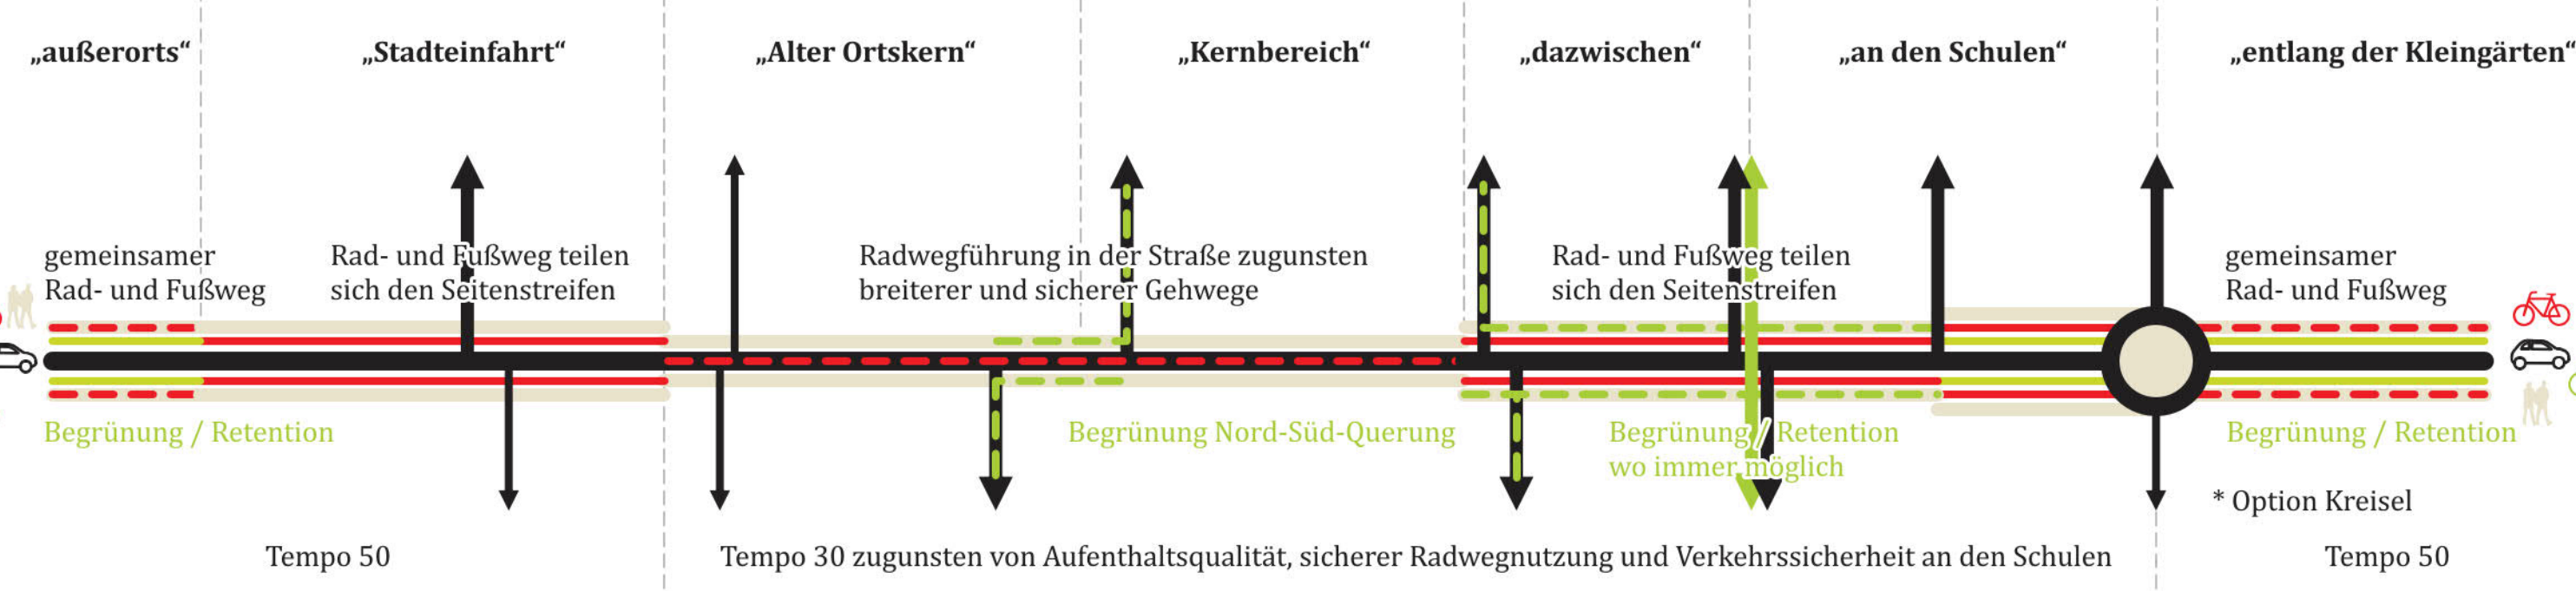 „außerorts“
„Stadteinfahrt“
„Alter Ortskern“
„Kernbereich“
„dazwischen“
„an den Schulen“
„entlang der Kleingärten“
gemeinsamer
Rad- und Fußweg
Rad- und Fußweg teilen
sich den Seitenstreifen
Radwegführung in der Straße zugunsten
breiterer und sicherer Gehwege
Rad- und Fußweg teilen
sich den Seitenstreifen
gemeinsamer
Rad- und Fußweg
Begrünung / Retention
Begrünung Nord-Süd-Querung
Begrünung / Retention
wo immer möglich
Begrünung / Retention
* Option Kreisel
Tempo 50
Tempo 30 zugunsten von Aufenthaltsqualität, sicherer Radwegnutzung und Verkehrssicherheit an den Schulen
Tempo 50